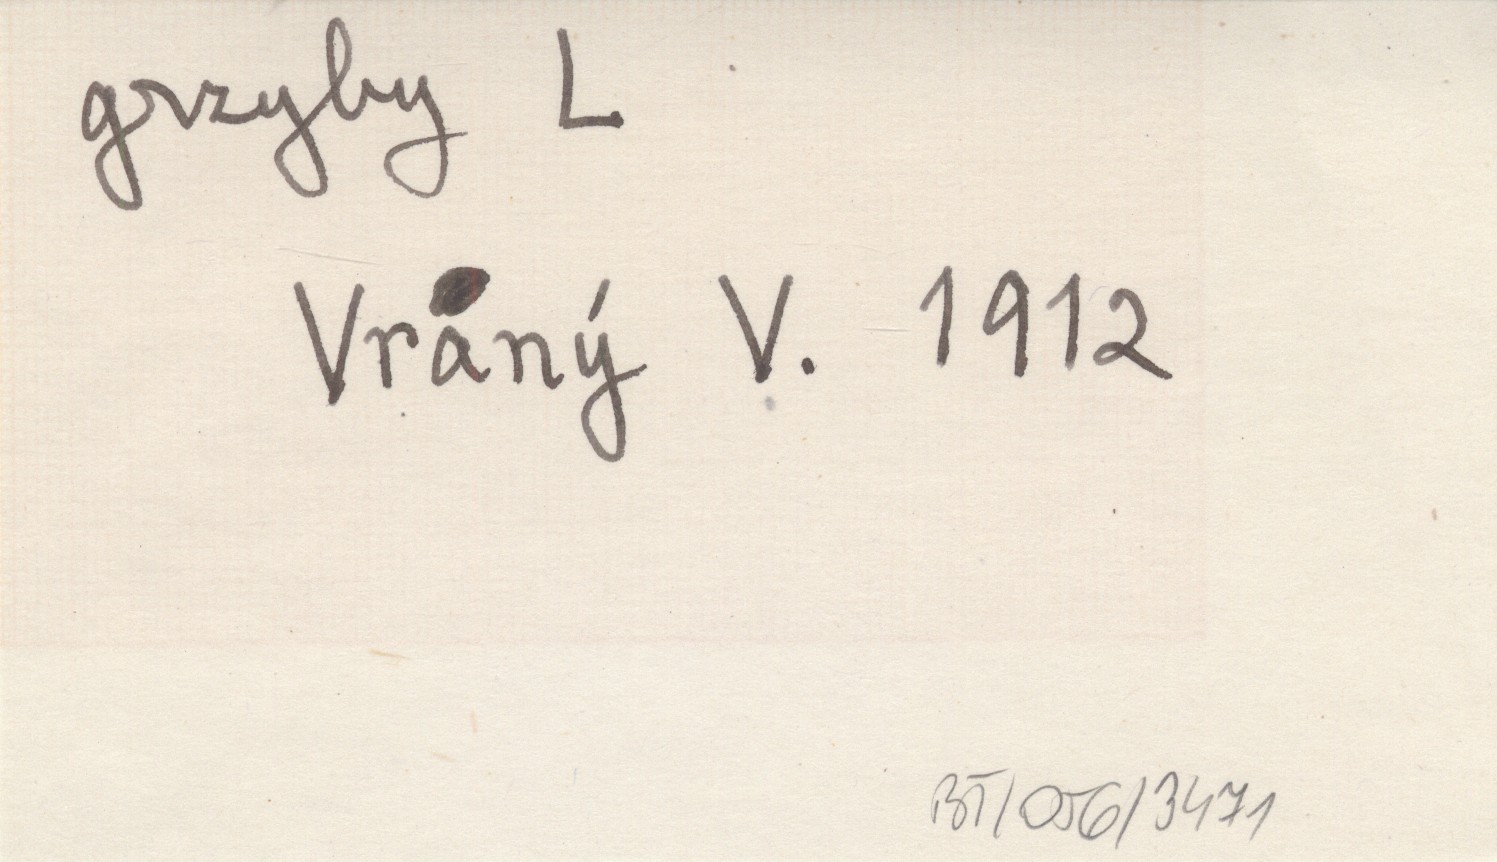 grzyby L
Vraný V. 1912
BT/056/3471